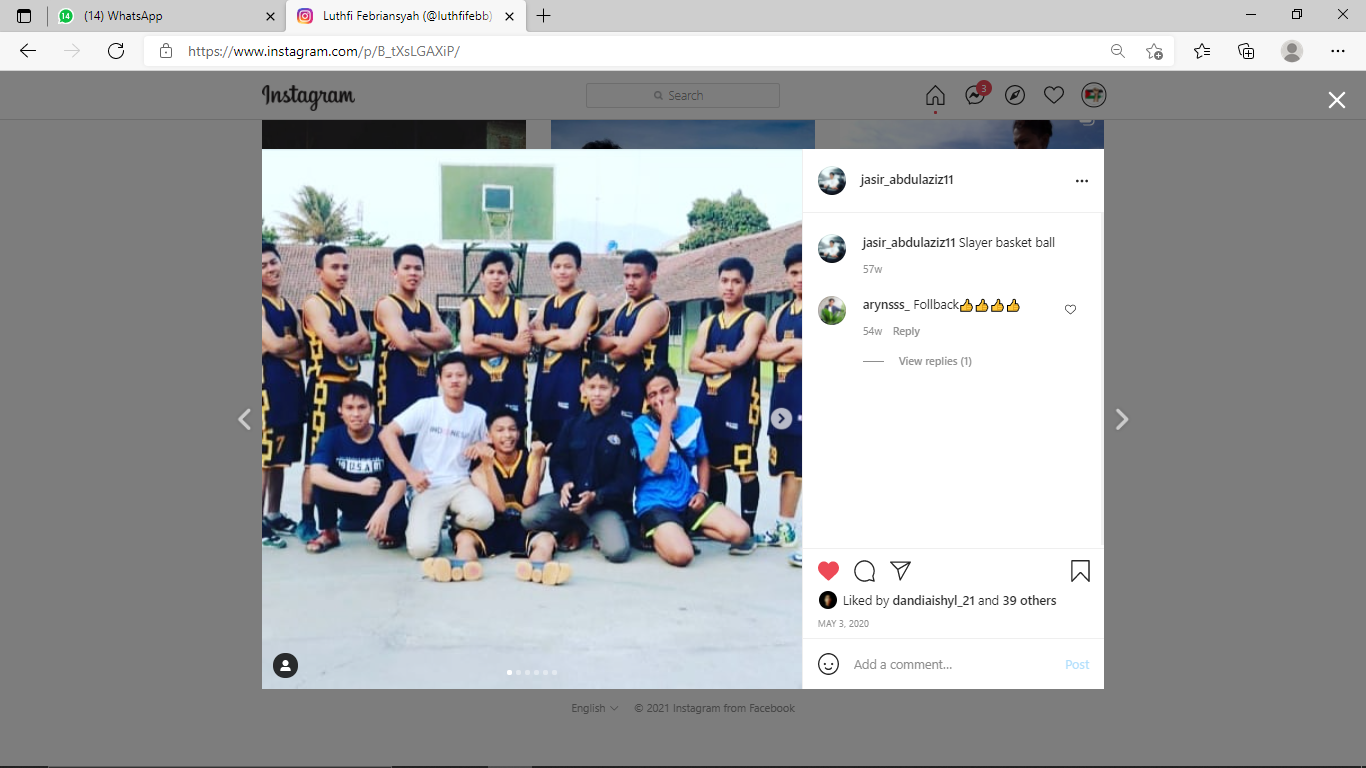 (14) WhatsApp
Luthfi Febriansyah (@luthfifebb)
https://www.instagram.com/p/B_tXsLGAXiP/
Instagram
Search
3
jasir_abdulaziz11
jasir_abdulaziz11 Slayer basket ball
57w
arynsss_ Follback👍👍👍👍
54w Reply
View replies (1)
INDONESIA
U.S.A
7
Liked by dandiaishyl_21 and 39 others
MAY 3, 2020
Add a comment... Post
English © 2021 Instagram from Facebook